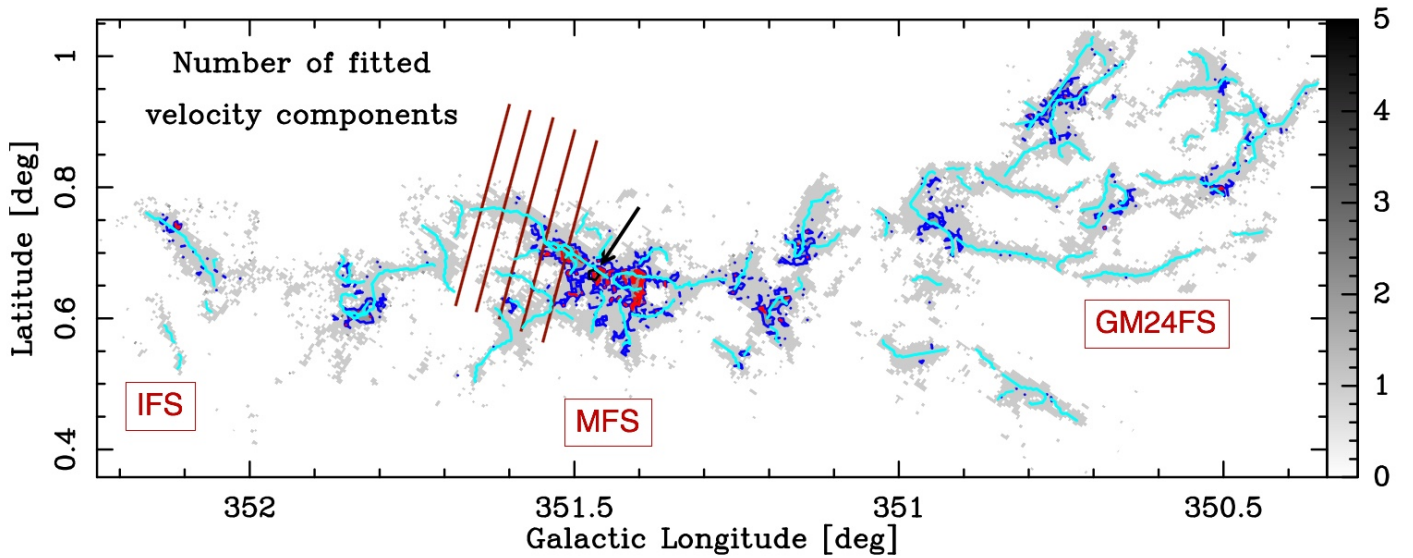 Number of fitted
velocity components
IFS
MFS
GM24FS
Latitude [deg]
1
0.8
0.6
0.4
352
351.5
351
350.5
Galactic Longitude [deg]
5
4
3
2
1
0